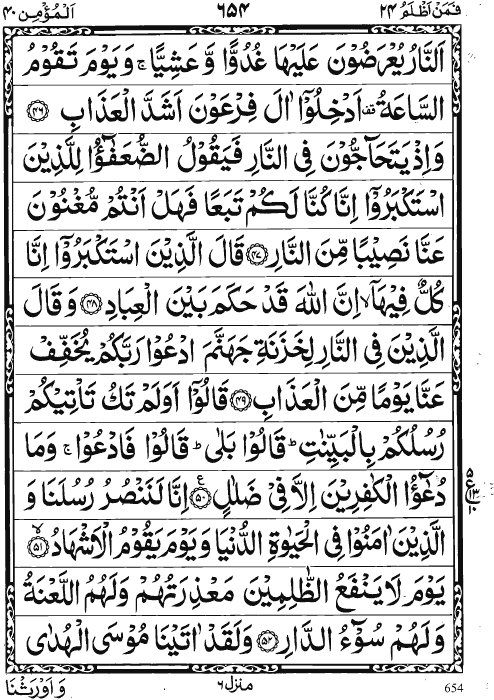 فمن اظلم ۲۴ ۶۵۴ المؤمن ۴۰
اَلنَّارُ يُعْرَضُوْنَ عَلَيْهَا غُدُوًّا وَّ عَشِيًّا ۚ وَيَوْمَ تَقُوْمُ
السَّاعَةُ ۫ اَدْخِلُوْۤا اٰلَ فِرْعَوْنَ اَشَدَّ الْعَذَابِ ﴿۴۶﴾
وَاِذْ يَتَحَآجُّوْنَ فِى النَّارِ فَيَقُوْلُ الضُّعَفٰٓؤُا لِلَّذِيْنَ
اسْتَكْبَرُوْۤا اِنَّا كُنَّا لَكُمْ تَبَعًا فَهَلْ اَنْتُمْ مُّغْنُوْنَ
عَنَّا نَصِيْبًا مِّنَ النَّارِ ﴿۴۷﴾ قَالَ الَّذِيْنَ اسْتَكْبَرُوْۤا اِنَّا
كُلٌّ فِيْهَاۤ ۙ اِنَّ اللّٰهَ قَدْ حَكَمَ بَيْنَ الْعِبَادِ ﴿۴۸﴾ وَ قَالَ
الَّذِيْنَ فِى النَّارِ لِخَزَنَةِ جَهَنَّمَ ادْعُوْا رَبَّكُمْ يُخَفِّفْ
عَنَّا يَوْمًا مِّنَ الْعَذَابِ ﴿۴۹﴾ قَالُوْۤا اَوَلَمْ تَكُ تَاْتِيْكُمْ
رُسُلُكُمْ بِالْبَيِّنٰتِ ؕ قَالُوْا بَلٰى ؕ قَالُوْا فَادْعُوْا ۚ وَمَا
دُعٰٓؤُا الْكٰفِرِيْنَ اِلَّا فِىْ ضَلٰلٍ ﴿۵۰﴾ ع اِنَّا لَنَنْصُرُ رُسُلَنَا وَ
الَّذِيْنَ اٰمَنُوْا فِى الْحَيٰوةِ الدُّنْيَا وَيَوْمَ يَقُوْمُ الْاَشْهَادُ ﴿۵۱﴾ ۙ
يَوْمَ لَا يَنْفَعُ الظّٰلِمِيْنَ مَعْذِرَتُهُمْ وَلَهُمُ اللَّعْنَةُ
وَلَهُمْ سُوْٓءُ الدَّارِ ﴿۵۲﴾ وَلَقَدْ اٰتَيْنَا مُوْسَى الْهُدٰى
۵ ع ۱۳ ۱۰
وَ اَوْرَثْنَا منزل ۶ 654